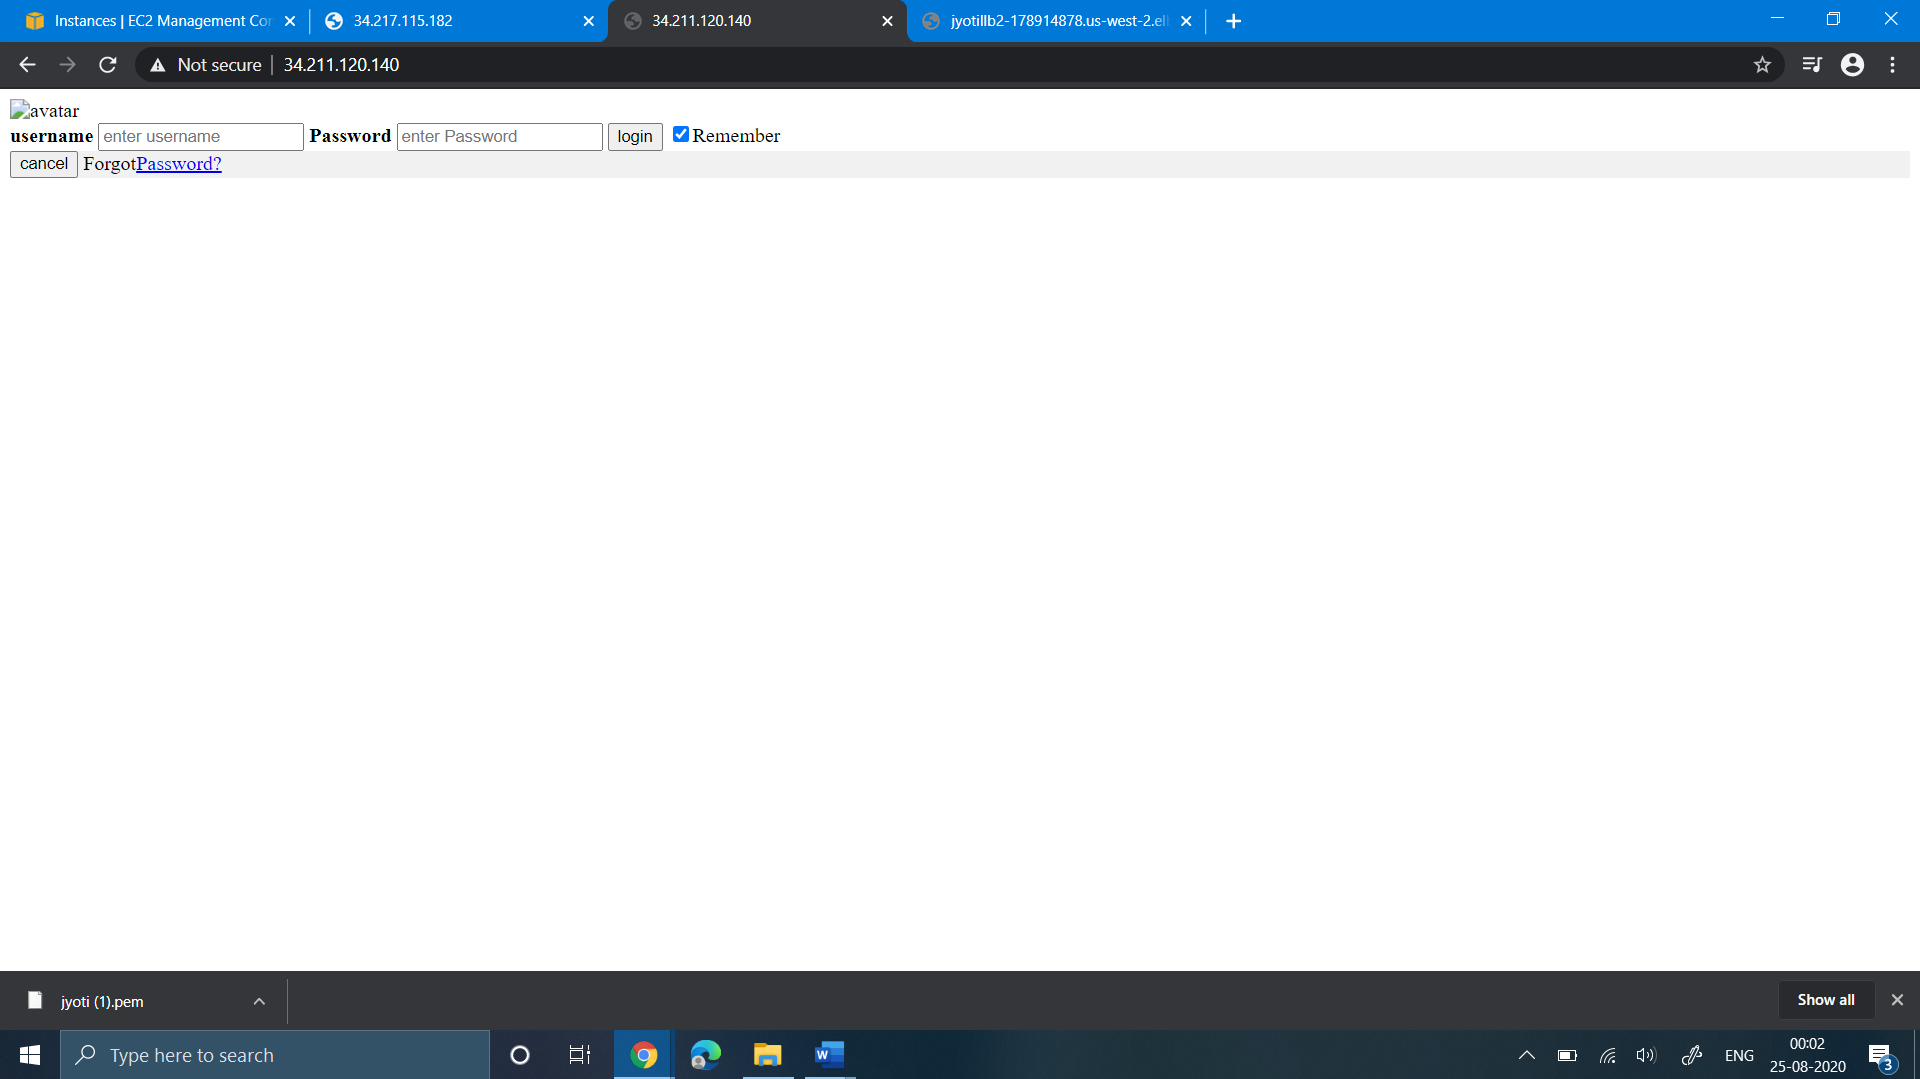 Instances | EC2 Management Con
34.217.115.182
34.211.120.140
jyotillb2-178914878.us-west-2.el
Not secure
34.211.120.140
avatar
username enter username Password enter Password login Remember
cancel ForgotPassword?
jyoti (1).pem
Show all
Type here to search
W
ENG
00:02
25-08-2020
3